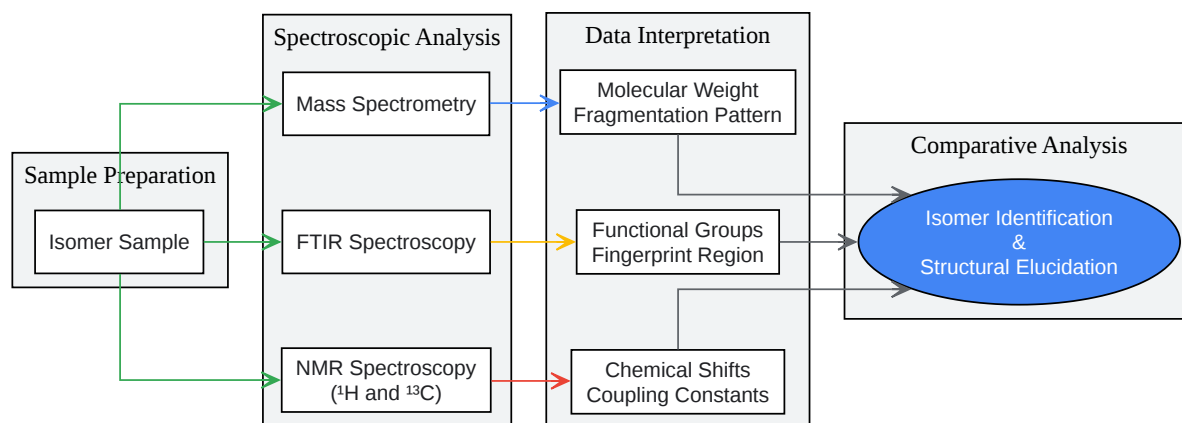 Sample Preparation
Isomer Sample
Spectroscopic Analysis
Mass Spectrometry
FTIR Spectroscopy
NMR Spectroscopy
(¹H and ¹³C)
Data Interpretation
Molecular Weight
Fragmentation Pattern
Functional Groups
Fingerprint Region
Chemical Shifts
Coupling Constants
Comparative Analysis
Isomer Identification
&
Structural Elucidation